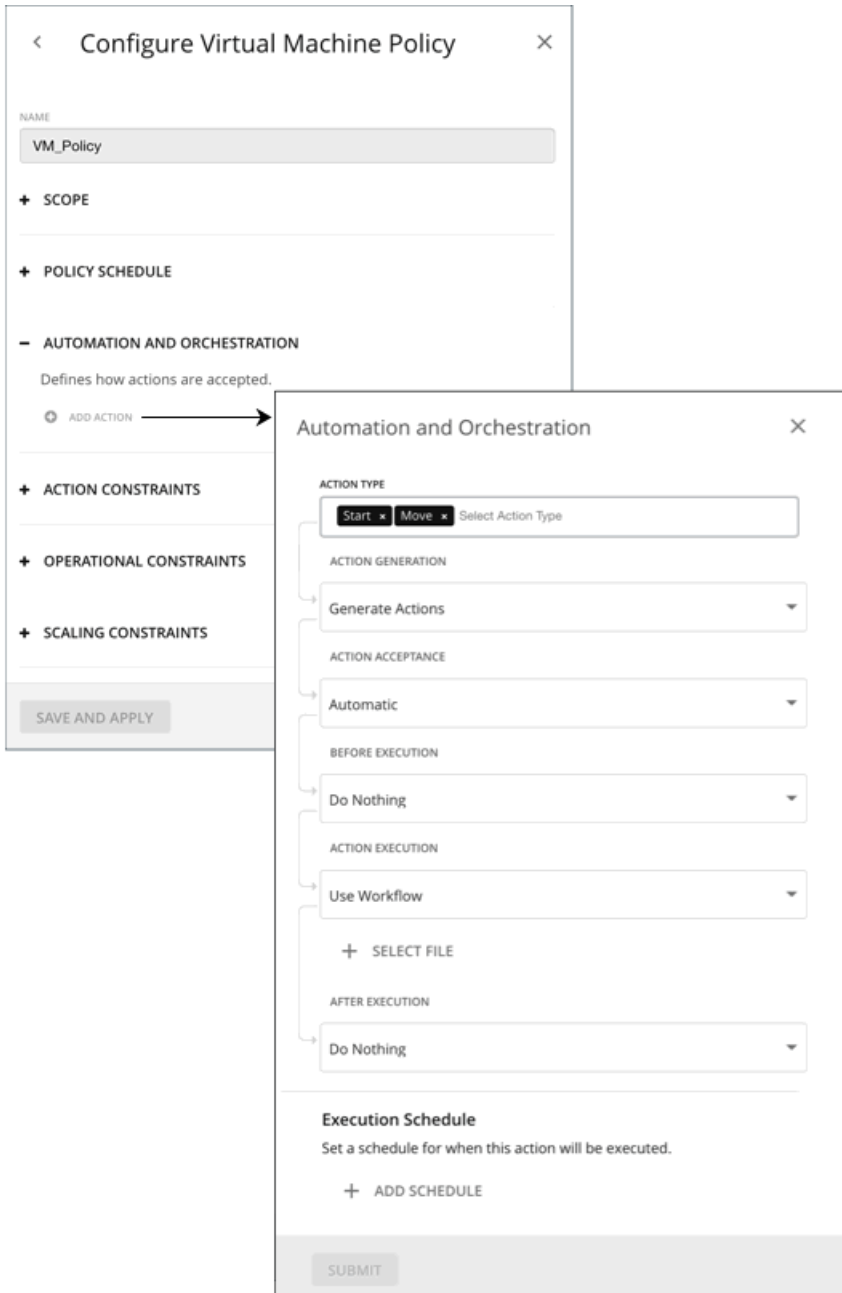 Configure Virtual Machine Policy
NAME
VM_Policy
SCOPE
POLICY SCHEDULE
AUTOMATION AND ORCHESTRATION
Defines how actions are accepted.
ADD ACTION
ACTION CONSTRAINTS
OPERATIONAL CONSTRAINTS
SCALING CONSTRAINTS
SAVE AND APPLY
Automation and Orchestration
ACTION TYPE
Start × Move × Select Action Type
ACTION GENERATION
Generate Actions
ACTION ACCEPTANCE
Automatic
BEFORE EXECUTION
Do Nothing
ACTION EXECUTION
Use Workflow
SELECT FILE
AFTER EXECUTION
Do Nothing
Execution Schedule
Set a schedule for when this action will be executed.
ADD SCHEDULE
SUBMIT